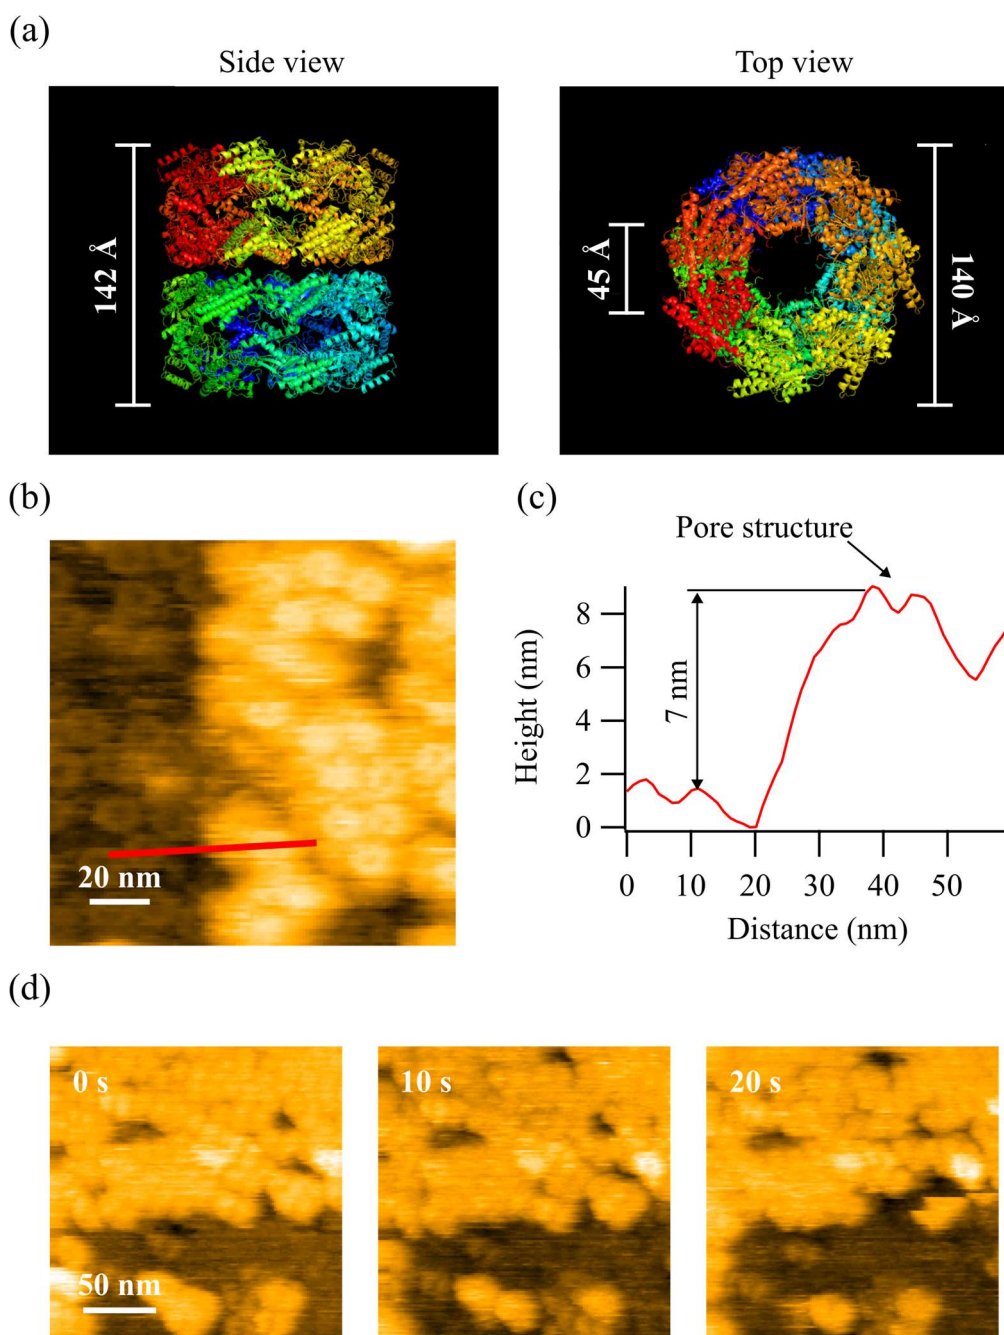 (a)
Side view
Top view
142 Å
45 Å
140 Å
(b)
20 nm
(c)
Pore structure
7 nm
Height (nm)
8
6
4
2
0
0 10 20 30 40 50
Distance (nm)
(d)
0 s
10 s
20 s
50 nm